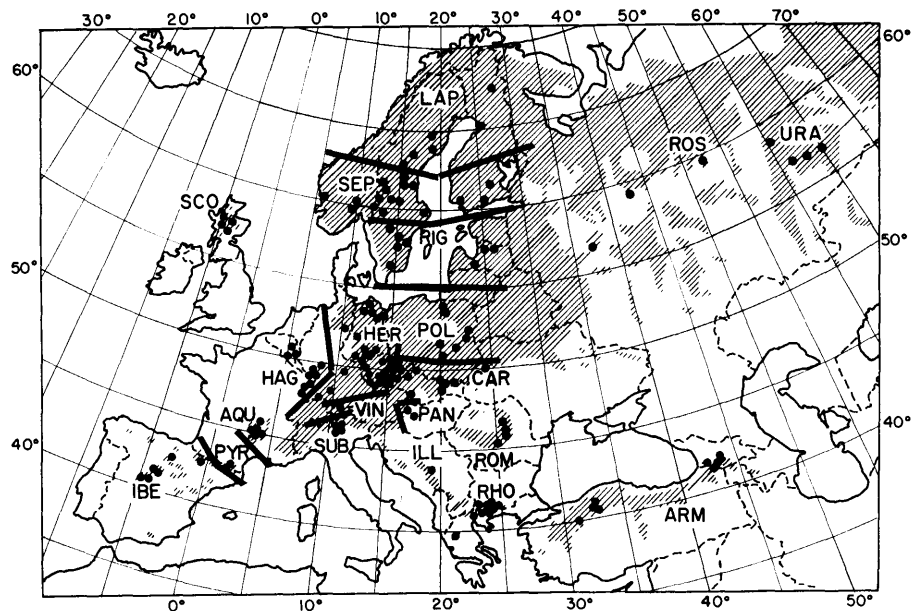 30° 20° 10° 0° 10° 20° 30° 40° 50° 60° 70°
60° 60°
LAP
ROS URA
SEP
SCO
RIG
50° 50°
HER POL
HAG CAR
VIN PAN
AQU
SUB ILL
PYR ROM
40° 40°
IBE RHO
ARM
0° 10° 20° 30° 40° 50°